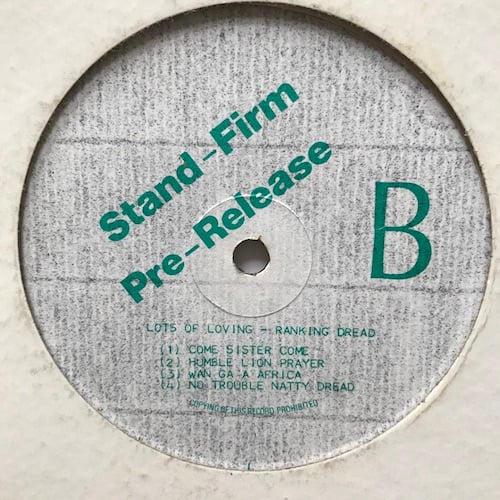 Stand-Firm
Pre-Release
B
LOTS OF LOVING - RANKING DREAD
(1) COME SISTER COME
(2) HUMBLE LION PRAYER
(3) WAN GA A AFRICA
(4) NO TROUBLE NATTY DREAD
COPYING OF THIS RECORD PROHIBITED